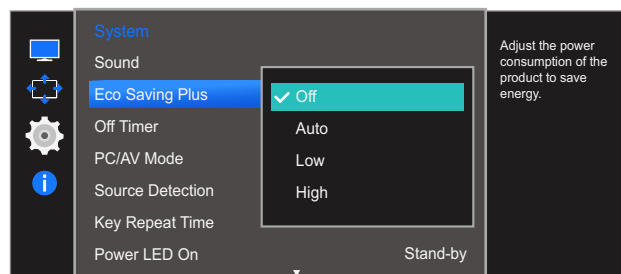 System
Sound
Eco Saving Plus
Off Timer
PC/AV Mode
Source Detection
Key Repeat Time
Power LED On Stand-by
Off
Auto
Low
High
Adjust the power
consumption of the
product to save
energy.